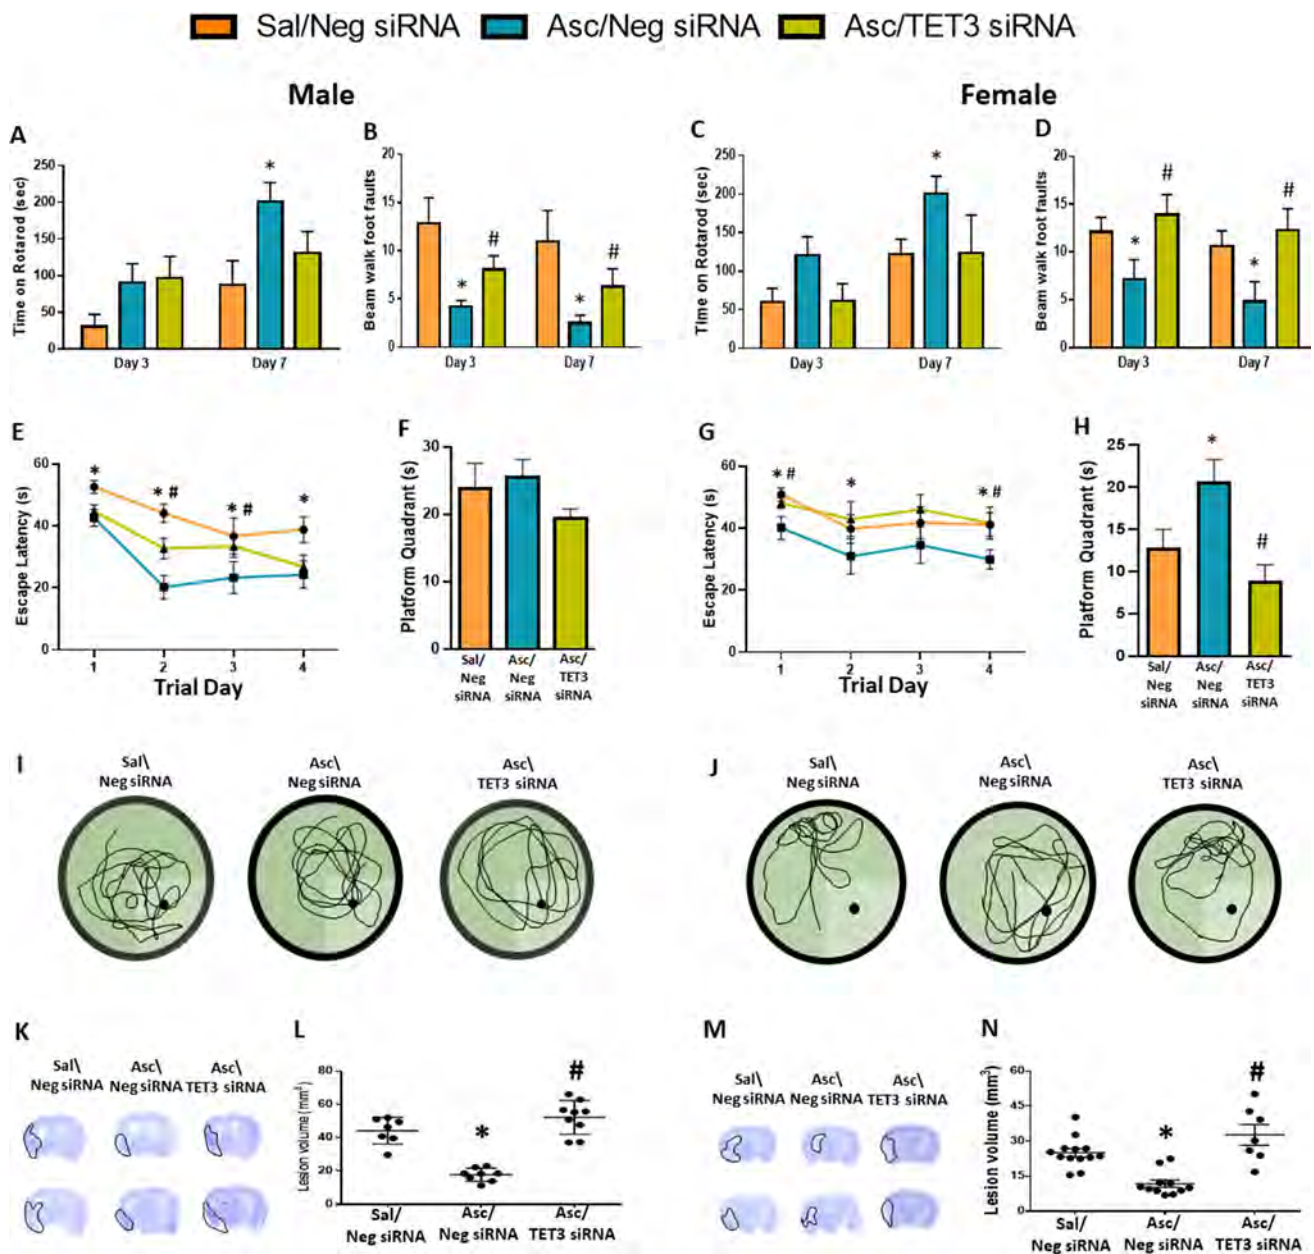 Sal/Neg siRNA Asc/Neg siRNA Asc/TET3 siRNA
Male Female
A
Time on Rotarod (sec)
250
200
150
100
50
0
Day 3 Day 7
*
B
Beam walk foot faults
20
15
10
5
0
Day 3 Day 7
* # * #
C
Time on Rotarod (sec)
250
200
150
100
50
0
Day 3 Day 7
*
D
Beam walk foot faults
20
15
10
5
0
Day 3 Day 7
* # * #
E
Escape Latency (s)
60
40
20
0
1 2 3 4
Trial Day
* *# *# *
F
Platform Quadrant (s)
30
20
10
0
Sal/ Asc/ Asc/
Neg Neg TET3
siRNA siRNA siRNA
G
Escape Latency (s)
60
40
20
0
1 2 3 4
Trial Day
*# * *#
H
Platform Quadrant (s)
25
20
15
10
5
0
Sal/ Asc/ Asc/
Neg Neg TET3
siRNA siRNA siRNA
* #
I
Sal\ Asc\ Asc\
Neg siRNA Neg siRNA TET3 siRNA
J
Sal\ Asc\ Asc\
Neg siRNA Neg siRNA TET3 siRNA
K
Sal\ Asc\ Asc\
Neg siRNA Neg siRNA TET3 siRNA
L
Lesion volume (mm³)
80
60
40
20
0
Sal/ Asc/ Asc/
Neg siRNA Neg siRNA TET3 siRNA
* #
M
Sal\ Asc\ Asc\
Neg siRNA Neg siRNA TET3 siRNA
N
Lesion volume (mm³)
60
45
30
15
0
Sal/ Asc/ Asc/
Neg siRNA Neg siRNA TET3 siRNA
* #